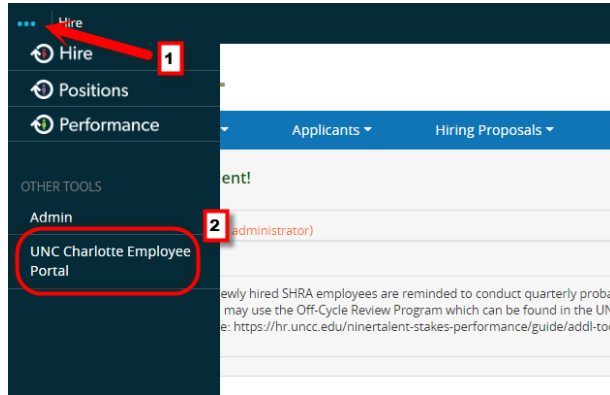 ••• Hire
1
Hire
Positions
Performance
Applicants Hiring Proposals
OTHER TOOLS
ent!
Admin
2
administrator)
UNC Charlotte Employee
Portal
ewly hired SHRA employees are reminded to conduct quarterly proba
may use the Off-Cycle Review Program which can be found in the UN
e: https://hr.uncc.edu/ninertalent-stakes-performance/guide/addl-too